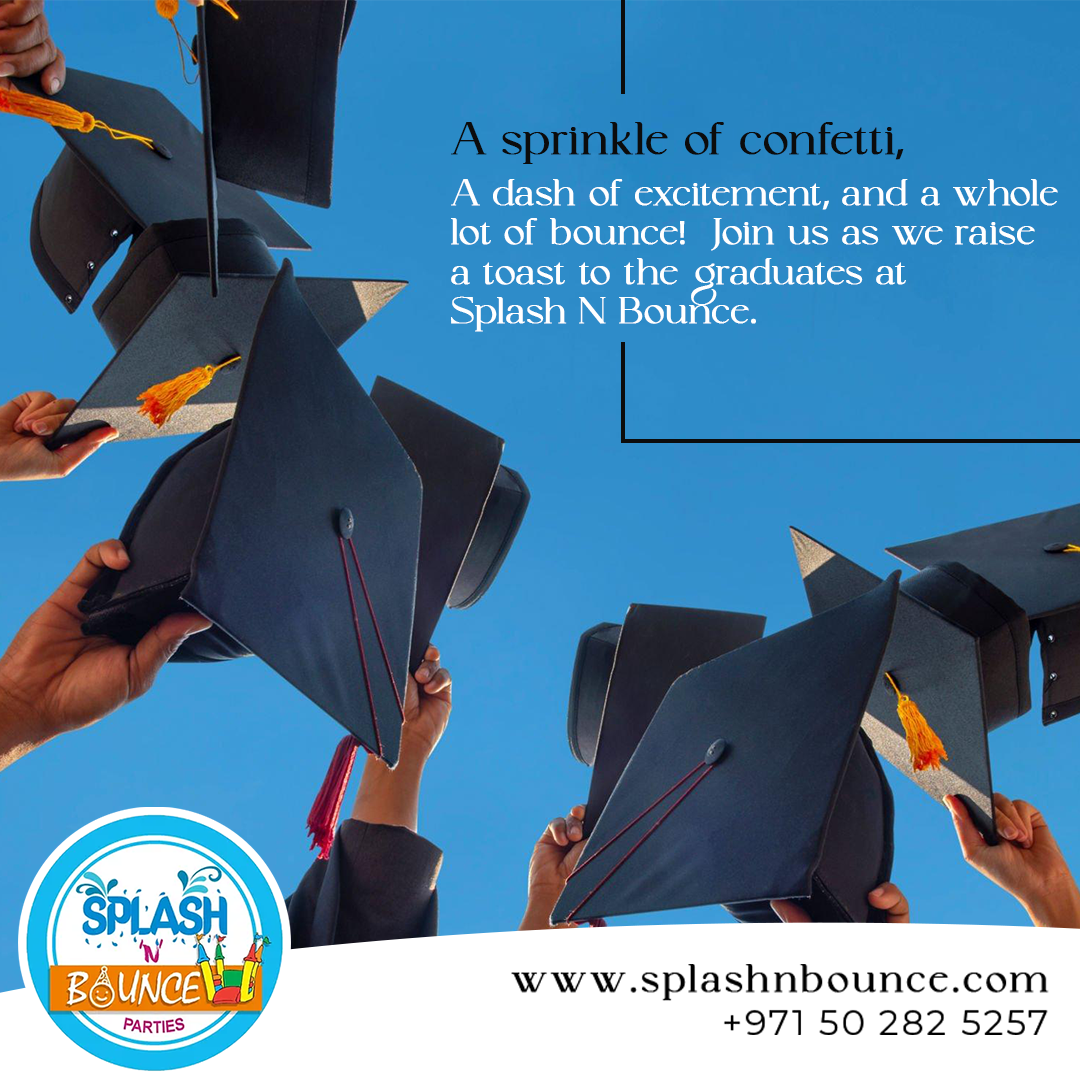 A sprinkle of confetti,
A dash of excitement, and a whole
lot of bounce! Join us as we raise
a toast to the graduates at
Splash N Bounce.
SPLASH
'N'
BOUNCE
PARTIES
www.splashnbounce.com
+971 50 282 5257